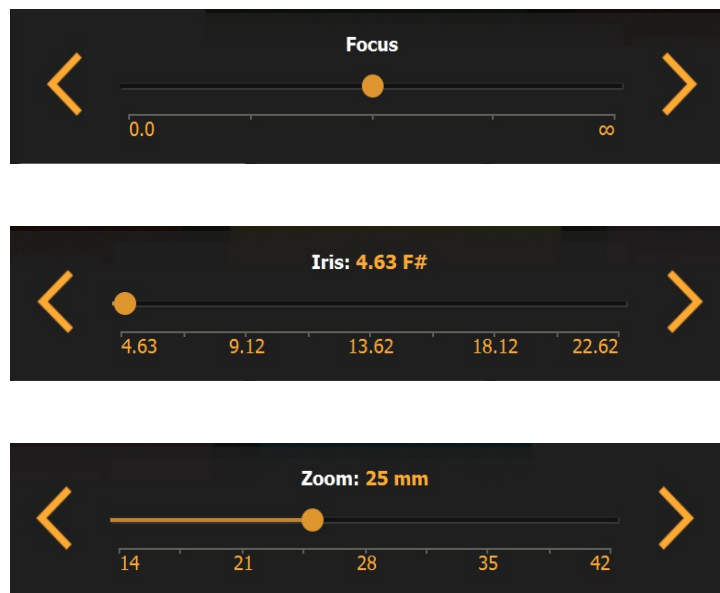 Focus
0.0 ∞
Iris: 4.63 F#
4.63 9.12 13.62 18.12 22.62
Zoom: 25 mm
14 21 28 35 42